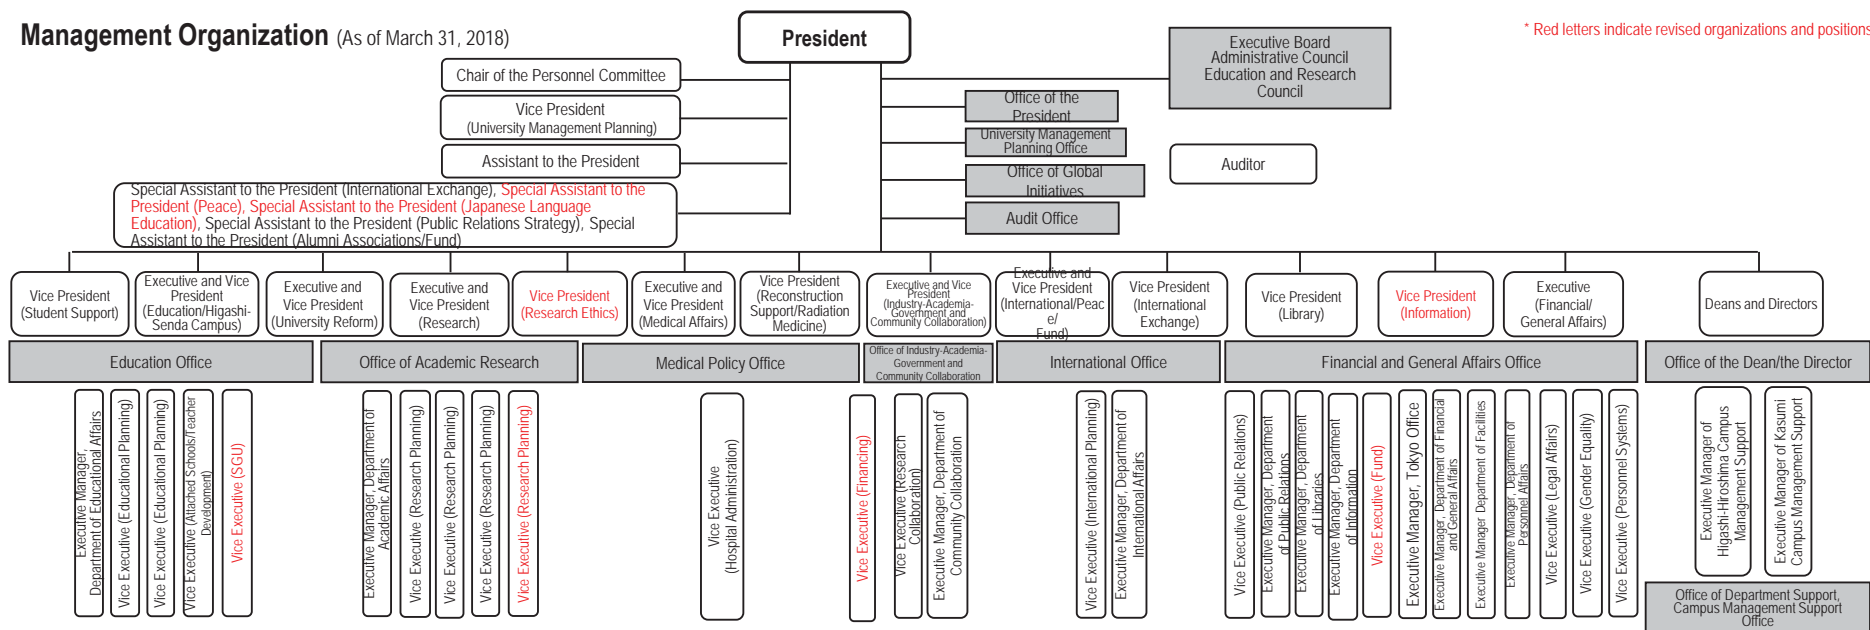 Management Organization (As of March 31, 2018)
President
* Red letters indicate revised organizations and positions
Executive Board
Administrative Council
Education and Research
Council
Chair of the Personnel Committee
Vice President
(University Management Planning)
Assistant to the President
Special Assistant to the President (International Exchange), Special Assistant to the
President (Peace), Special Assistant to the President (Japanese Language
Education), Special Assistant to the President (Public Relations Strategy), Special
Assistant to the President (Alumni Associations/Fund)
Office of the
President
University Management
Planning Office
Office of Global
Initiatives
Audit Office
Auditor
Vice President
(Student Support)
Executive and Vice
President
(Education/Higashi-
Senda Campus)
Executive and
Vice President
(University Reform)
Executive and
Vice President
(Research)
Vice President
(Research Ethics)
Executive and
Vice President
(Medical Affairs)
Vice President
(Reconstruction
Support/Radiation
Medicine)
Executive and Vice
President
(Industry-Academia-
Government and
Community Collaboration)
Executive and
Vice President
(International/Peac
e/
Fund)
Vice President
(International
Exchange)
Vice President
(Library)
Vice President
(Information)
Executive
(Financial/
General Affairs)
Deans and Directors
Education Office
Office of Academic Research
Medical Policy Office
Office of Industry-Academia-
Government and
Community Collaboration
International Office
Financial and General Affairs Office
Office of the Dean/the Director
Executive Manager,
Department of Educational Affairs
Vice Executive (Educational Planning)
Vice Executive (Educational Planning)
Vice Executive (Attached Schools/Teacher
Development)
Vice Executive (SGU)
Executive Manager, Department of
Academic Affairs
Vice Executive (Research Planning)
Vice Executive (Research Planning)
Vice Executive (Research Planning)
Vice Executive (Research Planning)
Vice Executive
(Hospital Administration)
Vice Executive (Financing)
Vice Executive (Research
Collaboration)
Executive Manager, Department of
Community Collaboration
Vice Executive (International Planning)
Executive Manager, Department of
International Affairs
Vice Executive (Public Relations)
Executive Manager, Department
of Public Relations
Executive Manager, Department
of Libraries
Executive Manager, Department
of Information
Vice Executive (Fund)
Executive Manager, Tokyo Office
Executive Manager, Department of Financial
and General Affairs
Executive Manager Department of Facilities
Executive Manager, Department of
Personnel Affairs
Vice Executive (Legal Affairs)
Vice Executive (Gender Equality)
Vice Executive (Personnel Systems)
Executive Manager of
Higashi-Hiroshima Campus
Management Support
Executive Manager of Kasumi
Campus Management Support
Office of Department Support,
Campus Management Support
Office